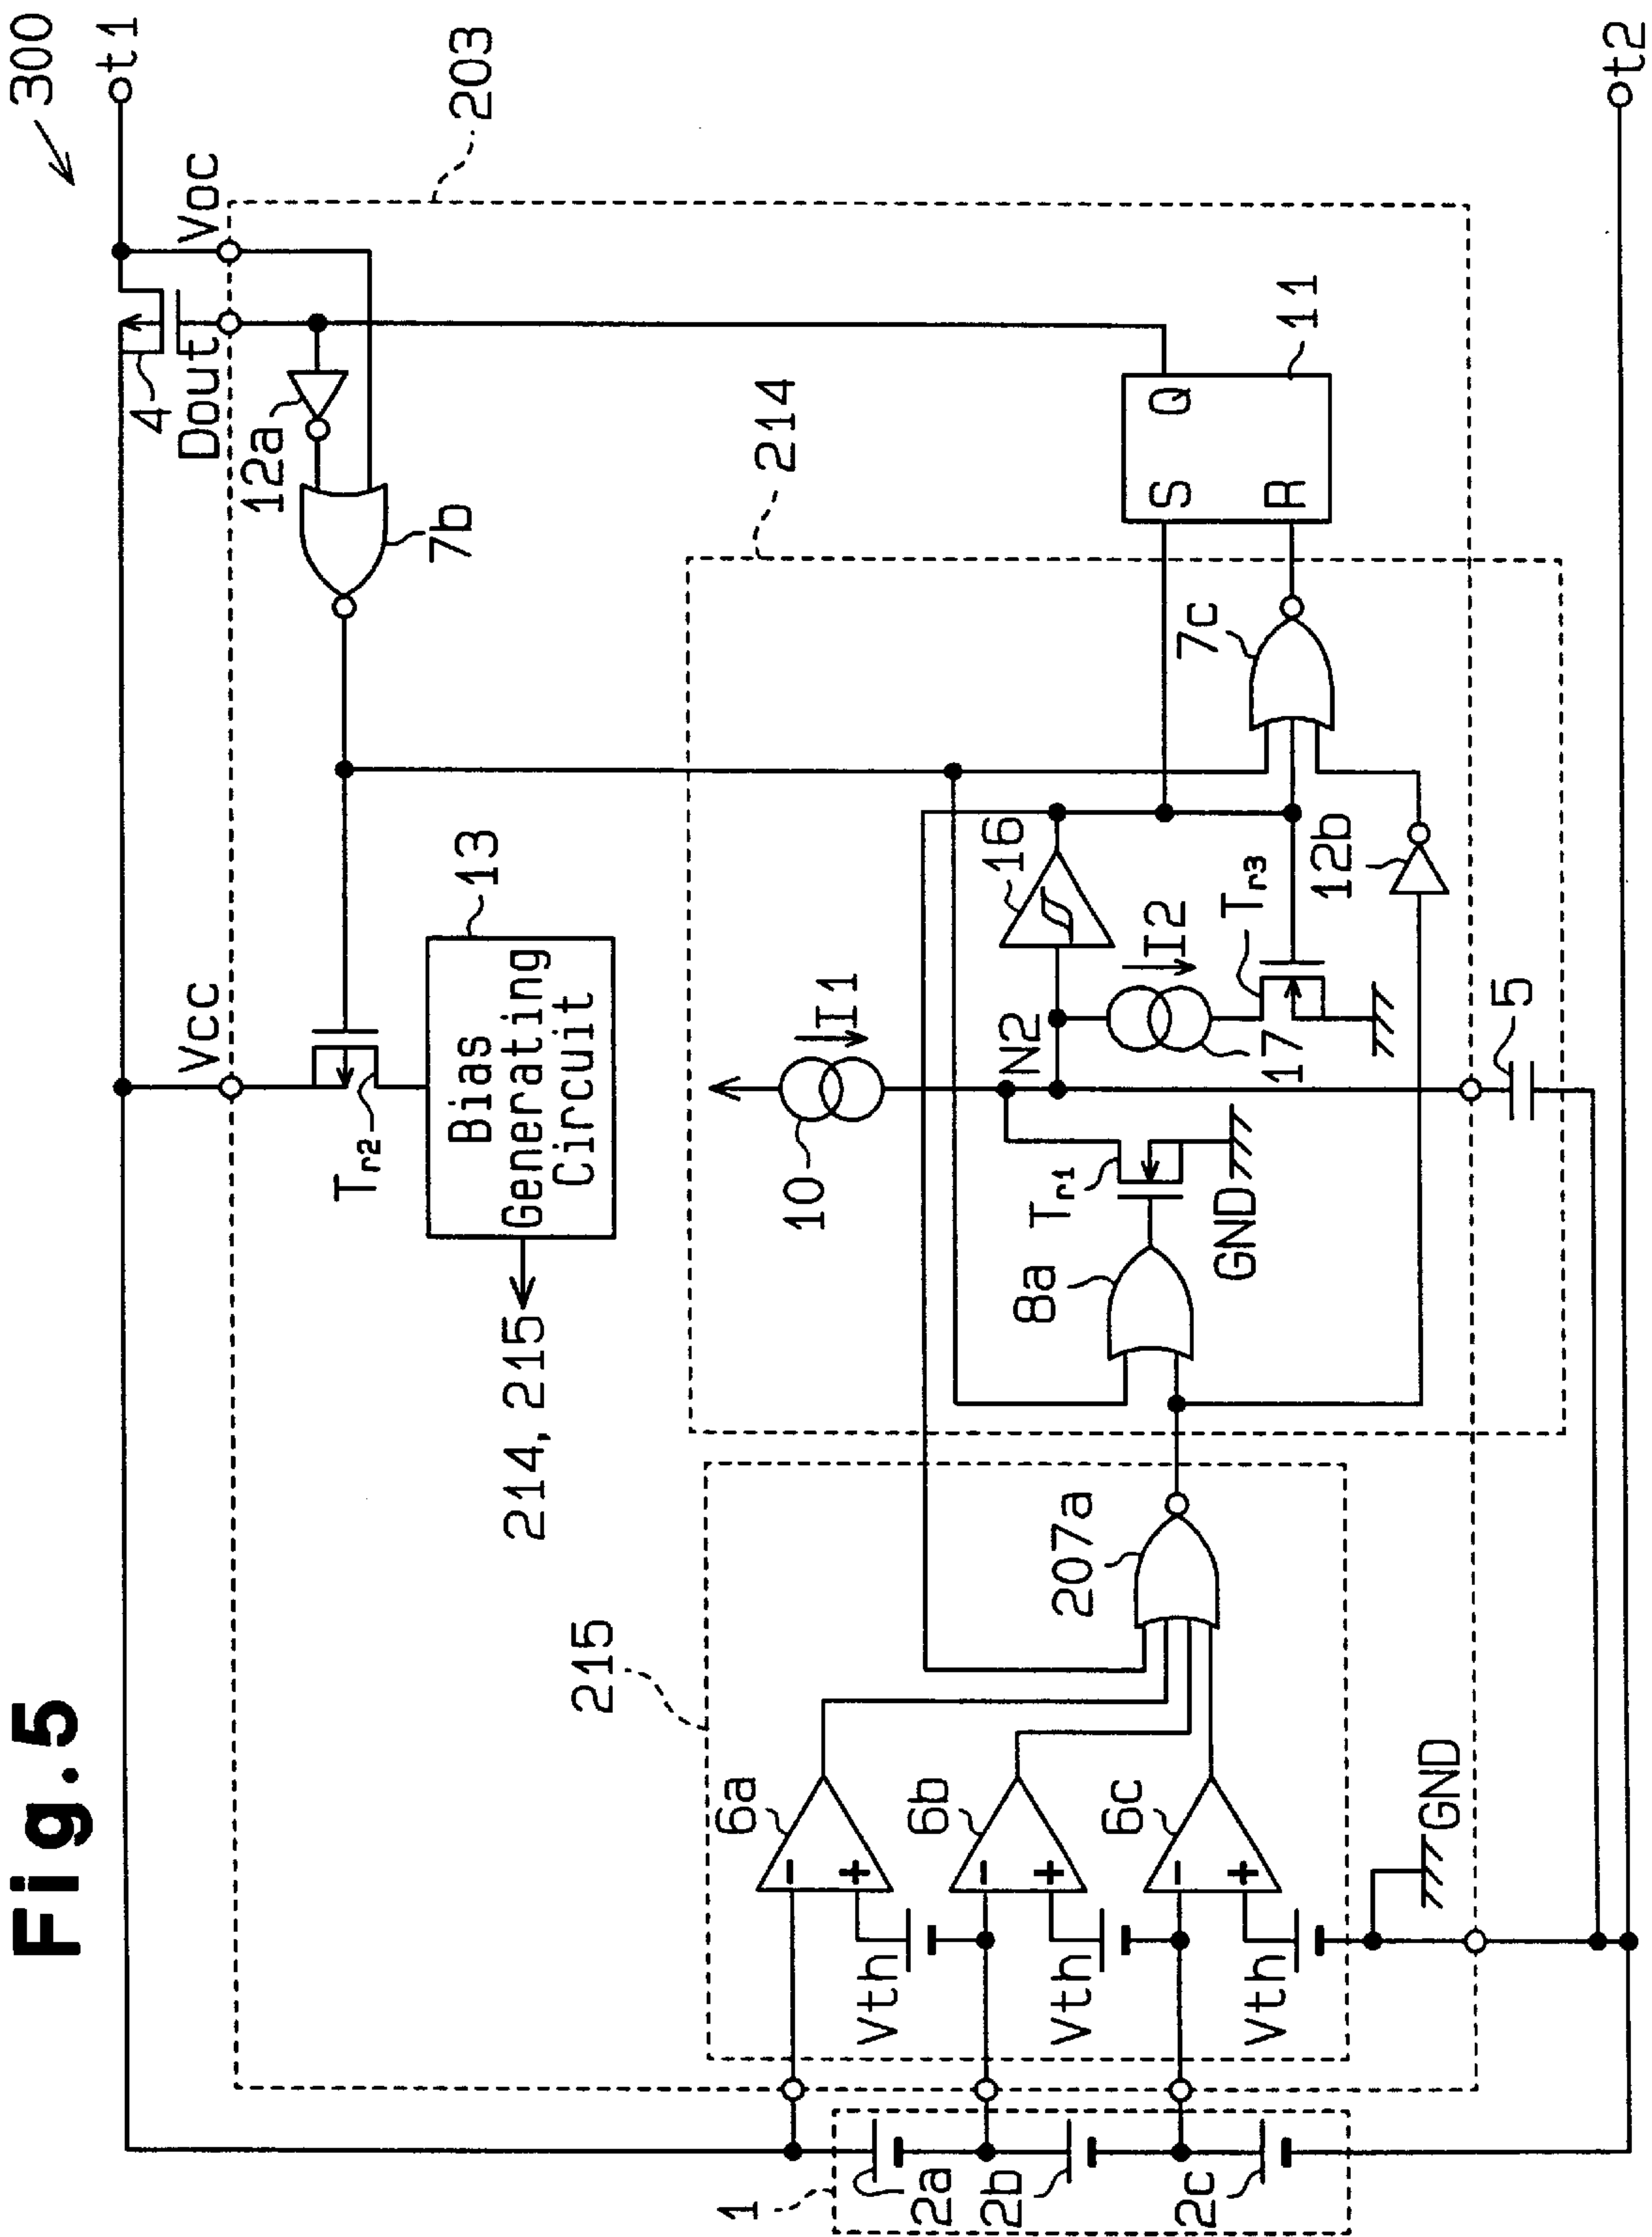 Fig.5
300
t1
Voc
Vcc
4
Dout
203
12a
7b
Tr2
13
Bias
Generating
Circuit
214, 215
214
215
10
I1
N2
16
7c
S
Q
R
11
I2
17
Tr3
12b
Tr1
GND
8a
5
207a
6a
-
+
Vth
6b
-
+
Vth
6c
-
+
Vth
GND
1
2a
2b
2c
t2